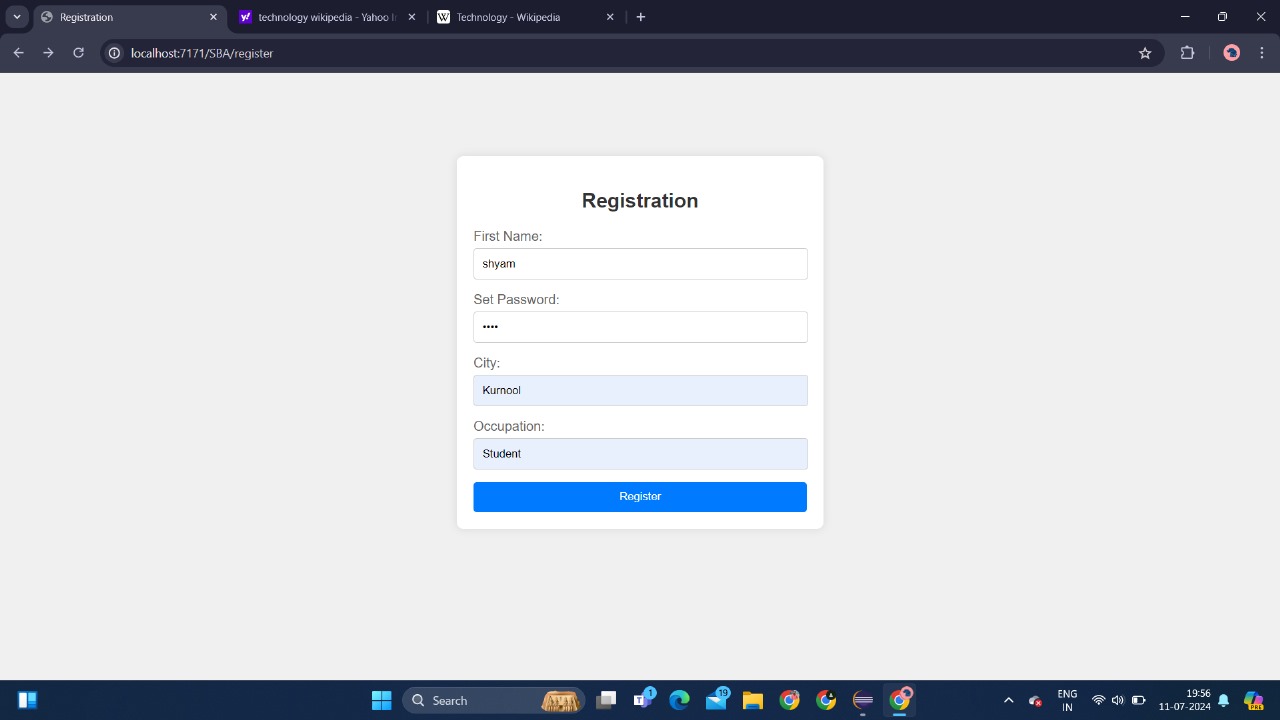 Registration
technology wikipedia - Yahoo
Technology - Wikipedia
localhost:7171/SBA/register
Registration
First Name:
shyam
Set Password:
••••
City:
Kurnool
Occupation:
Student
Register
Search
1
19
ENG
IN
19:56
11-07-2024
PRE